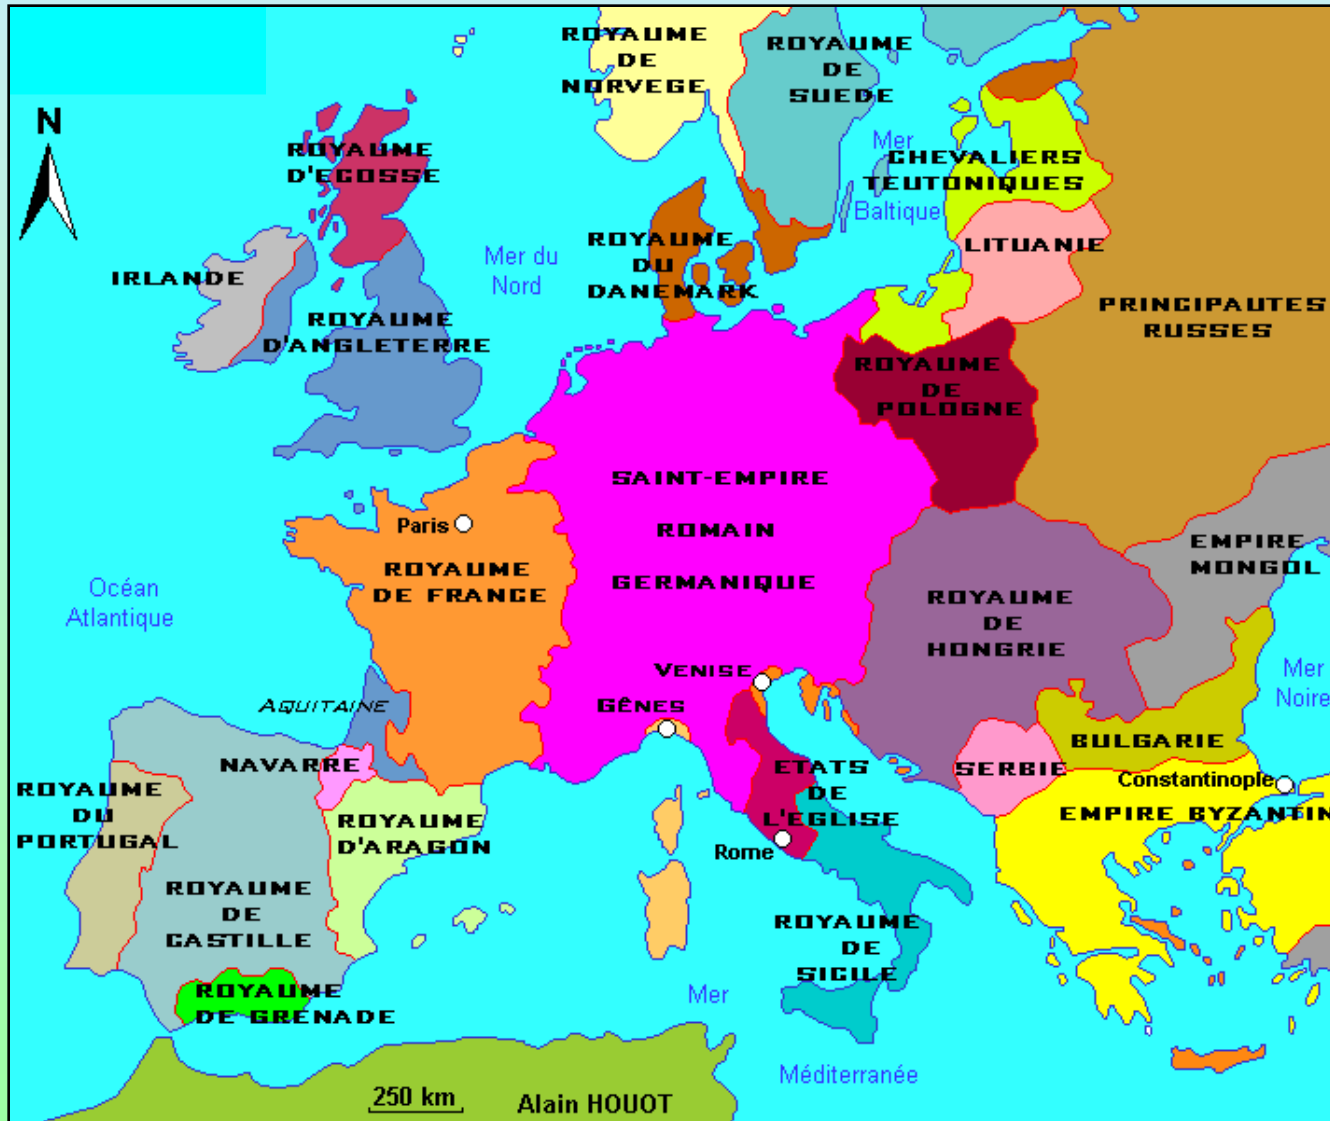 ROYAUME
DE
NORVEGE
ROYAUME
DE
SUEDE
N
ROYAUME
D'ECOSSE
Mer
Baltique
CHEVALIERS
TEUTONIQUES
Mer du
Nord
ROYAUME
DU
DANEMARK
LITUANIE
IRLANDE
ROYAUME
D'ANGLETERRE
PRINCIPAUTES
RUSSES
ROYAUME
DE
POLOGNE
SAINT-EMPIRE
ROMAIN
GERMANIQUE
Paris
ROYAUME
DE FRANCE
EMPIRE
MONGOL
Océan
Atlantique
ROYAUME
DE
HONGRIE
VENISE
GÊNES
Mer
Noire
AQUITAINE
NAVARRE
BULGARIE
SERBIE
Constantinople
EMPIRE BYZANTIN
ETATS
DE
L'ÉGLISE
Rome
ROYAUME
DU
PORTUGAL
ROYAUME
D'ARAGON
ROYAUME
DE
CASTILLE
ROYAUME
DE
SICILE
ROYAUME
DE GRENADE
Mer
Méditerranée
250 km
Alain HOUOT